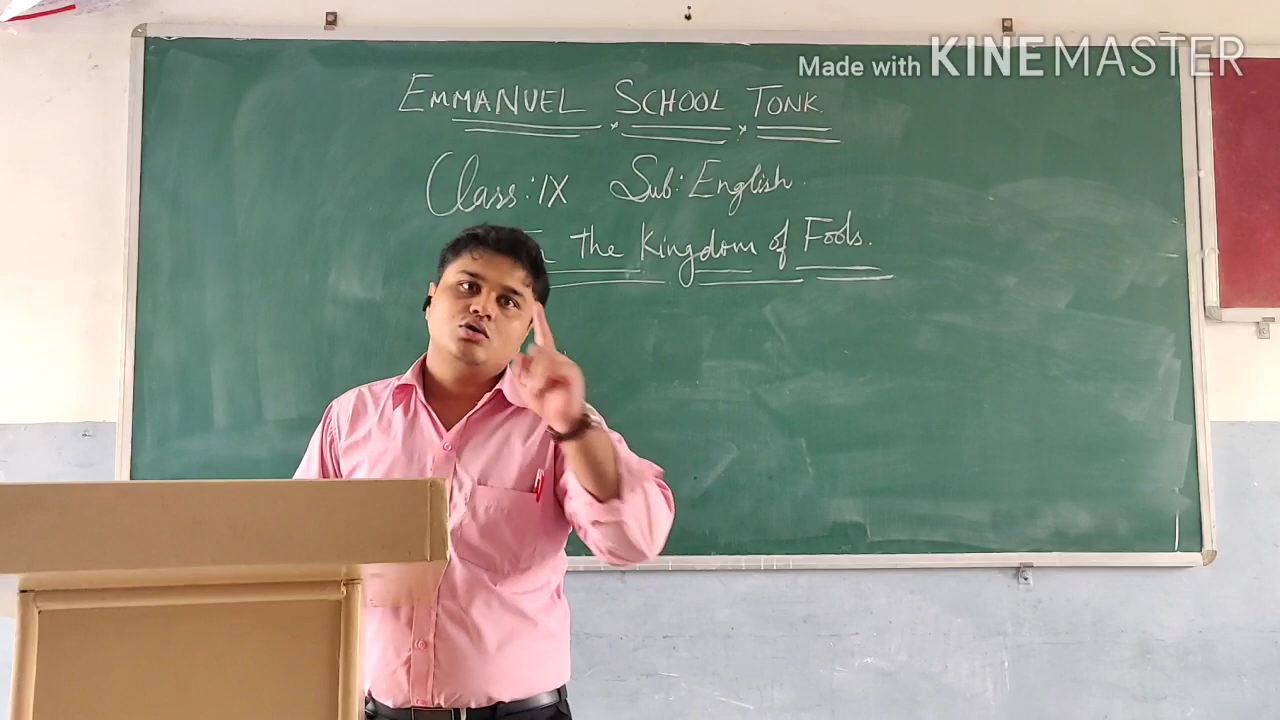 Made with KINEMASTER
EMMANUEL SCHOOL TONK.
Class: IX Sub: English.
the Kingdom of Fools.